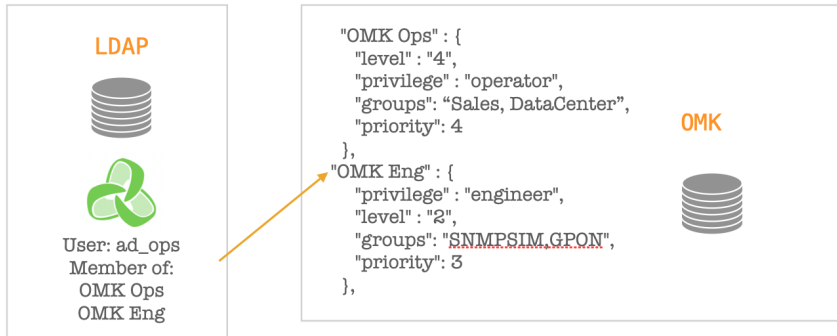 LDAP
User: ad_ops
Member of:
OMK Ops
OMK Eng
"OMK Ops" : {
"level" : "4",
"privilege" : "operator",
"groups": “Sales, DataCenter”,
"priority": 4
},
"OMK Eng" : {
"privilege" : "engineer",
"level" : "2",
"groups": "SNMPSIM,GPON",
"priority": 3
},
OMK